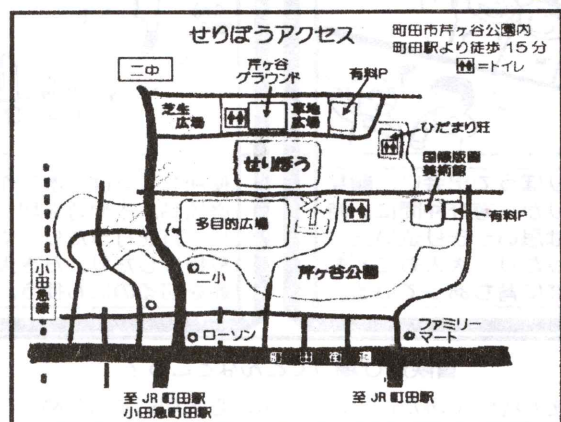 せりぼうアクセス
町田市芹ヶ谷公園内
町田駅より徒歩15分
=トイレ
二中
芹ヶ谷
グラウンド
有料P
芝生
広場
草地
広場
ひだまり荘
せりぼう
国際版画
美術館
有料P
多目的広場
芹ヶ谷公園
二小
小田急線
ローソン
ファミリー
マート
町田街道
至JR町田駅
小田急町田駅
至JR町田駅